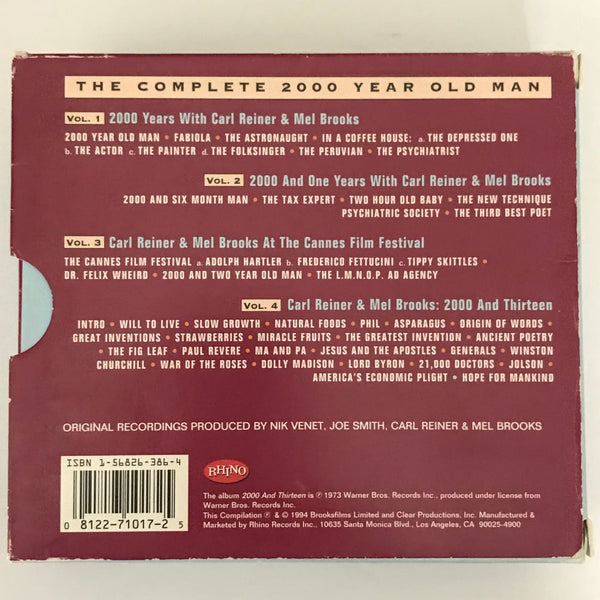 THE COMPLETE 2000 YEAR OLD MAN
VOL. 1 2000 Years With Carl Reiner & Mel Brooks
2000 YEAR OLD MAN • FABIOLA • THE ASTRONAUGHT • IN A COFFEE HOUSE: a. THE DEPRESSED ONE
b. THE ACTOR c. THE PAINTER d. THE FOLKSINGER • THE PERUVIAN • THE PSYCHIATRIST
VOL. 2 2000 And One Years With Carl Reiner & Mel Brooks
2000 AND SIX MONTH MAN • THE TAX EXPERT • TWO HOUR OLD BABY • THE NEW TECHNIQUE
PSYCHIATRIC SOCIETY • THE THIRD BEST POET
VOL. 3 Carl Reiner & Mel Brooks At The Cannes Film Festival
THE CANNES FILM FESTIVAL a. ADOLPH HARTLER b. FREDERICO FETTUCINI c. TIPPY SKITTLES •
DR. FELIX WHEIRD • 2000 AND TWO YEAR OLD MAN • THE L.M.N.O.P. AD AGENCY
VOL. 4 Carl Reiner & Mel Brooks: 2000 And Thirteen
INTRO • WILL TO LIVE • SLOW GROWTH • NATURAL FOODS • PHIL • ASPARAGUS • ORIGIN OF WORDS •
GREAT INVENTIONS • STRAWBERRIES • MIRACLE FRUITS • THE GREATEST INVENTION • ANCIENT POETRY
• THE FIG LEAF • PAUL REVERE • MA AND PA • JESUS AND THE APOSTLES • GENERALS • WINSTON
CHURCHILL • WAR OF THE ROSES • DOLLY MADISON • LORD BYRON • 21,000 DOCTORS • JOLSON •
AMERICA'S ECONOMIC PLIGHT • HOPE FOR MANKIND
ORIGINAL RECORDINGS PRODUCED BY NIK VENET, JOE SMITH, CARL REINER & MEL BROOKS
ISBN 1-56826-386-4
0 8122-71017-2 5
RHINO
The album 2000 And Thirteen is ℗ 1973 Warner Bros. Records Inc., produced under license from
Warner Bros. Records Inc.
This Compilation ℗ & © 1994 Brooksfilms Limited and Clear Productions, Inc. Manufactured &
Marketed by Rhino Records Inc., 10635 Santa Monica Blvd., Los Angeles, CA 90025-4900